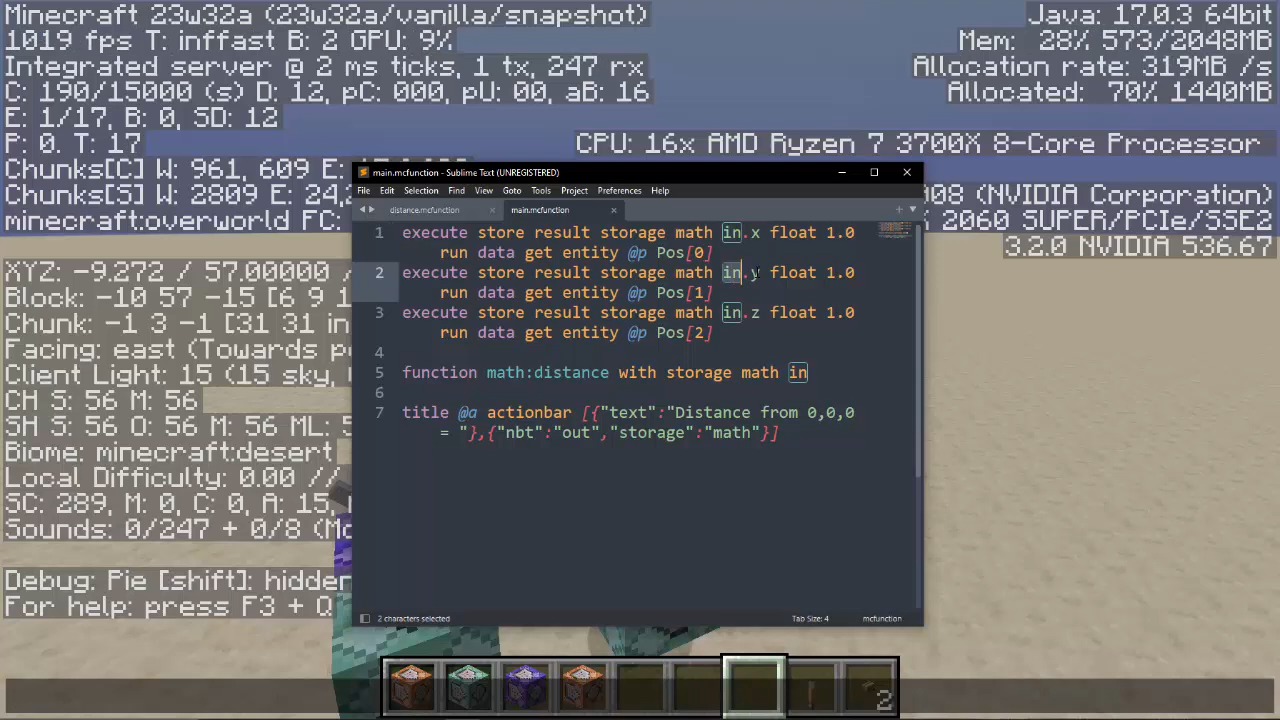 Minecraft 23w32a (23w32a/vanilla/snapshot)
1019 fps T: inffast B: 2 GPU: 9%
Integrated server @ 2 ms ticks, 1 tx, 247 rx
C: 190/15000 (s) D: 12, pC: 000, pU: 00, aB: 16
E: 1/17, B: 0, SD: 12
P: 0. T: 17
Chunks[C] W: 961, 609 E:
Chunks[S] W: 2809 E: 24,2
minecraft:overworld FC:
Java: 17.0.3 64bit
Mem: 28% 573/2048MB
Allocation rate: 319MB /s
Allocated: 70% 1440MB
CPU: 16x AMD Ryzen 7 3700X 8-Core Processor
008 (NVIDIA Corporation)
2060 SUPER/PCIe/SSE2
3.2.0 NVIDIA 536.67
XYZ: -9.272 / 57.00000
Block: -10 57 -15 [6 9
Chunk: -1 3 -1 [31 31 in
Facing: east (Towards po
Client Light: 15 (15 sky,
CH S: 56 M: 56
SH S: 56 O: 56 M: 56 ML:
Biome: minecraft:desert
Local Difficulty: 0.00 //
SC: 289, M: 0, C: 0, A: 15,
Sounds: 0/247 + 0/8 (Mo
Debug: Pie [shift]: hidden
For help: press F3 + Q
main.mcfunction - Sublime Text (UNREGISTERED)
File Edit Selection Find View Goto Tools Project Preferences Help
distance.mcfunction main.mcfunction
1 execute store result storage math in.x float 1.0
run data get entity @p Pos[0]
2 execute store result storage math in.y float 1.0
run data get entity @p Pos[1]
3 execute store result storage math in.z float 1.0
run data get entity @p Pos[2]
4
5 function math:distance with storage math in
6
7 title @a actionbar [{"text":"Distance from 0,0,0
= "},{"nbt":"out","storage":"math"}]
2 characters selected
Tab Size: 4
mcfunction
2